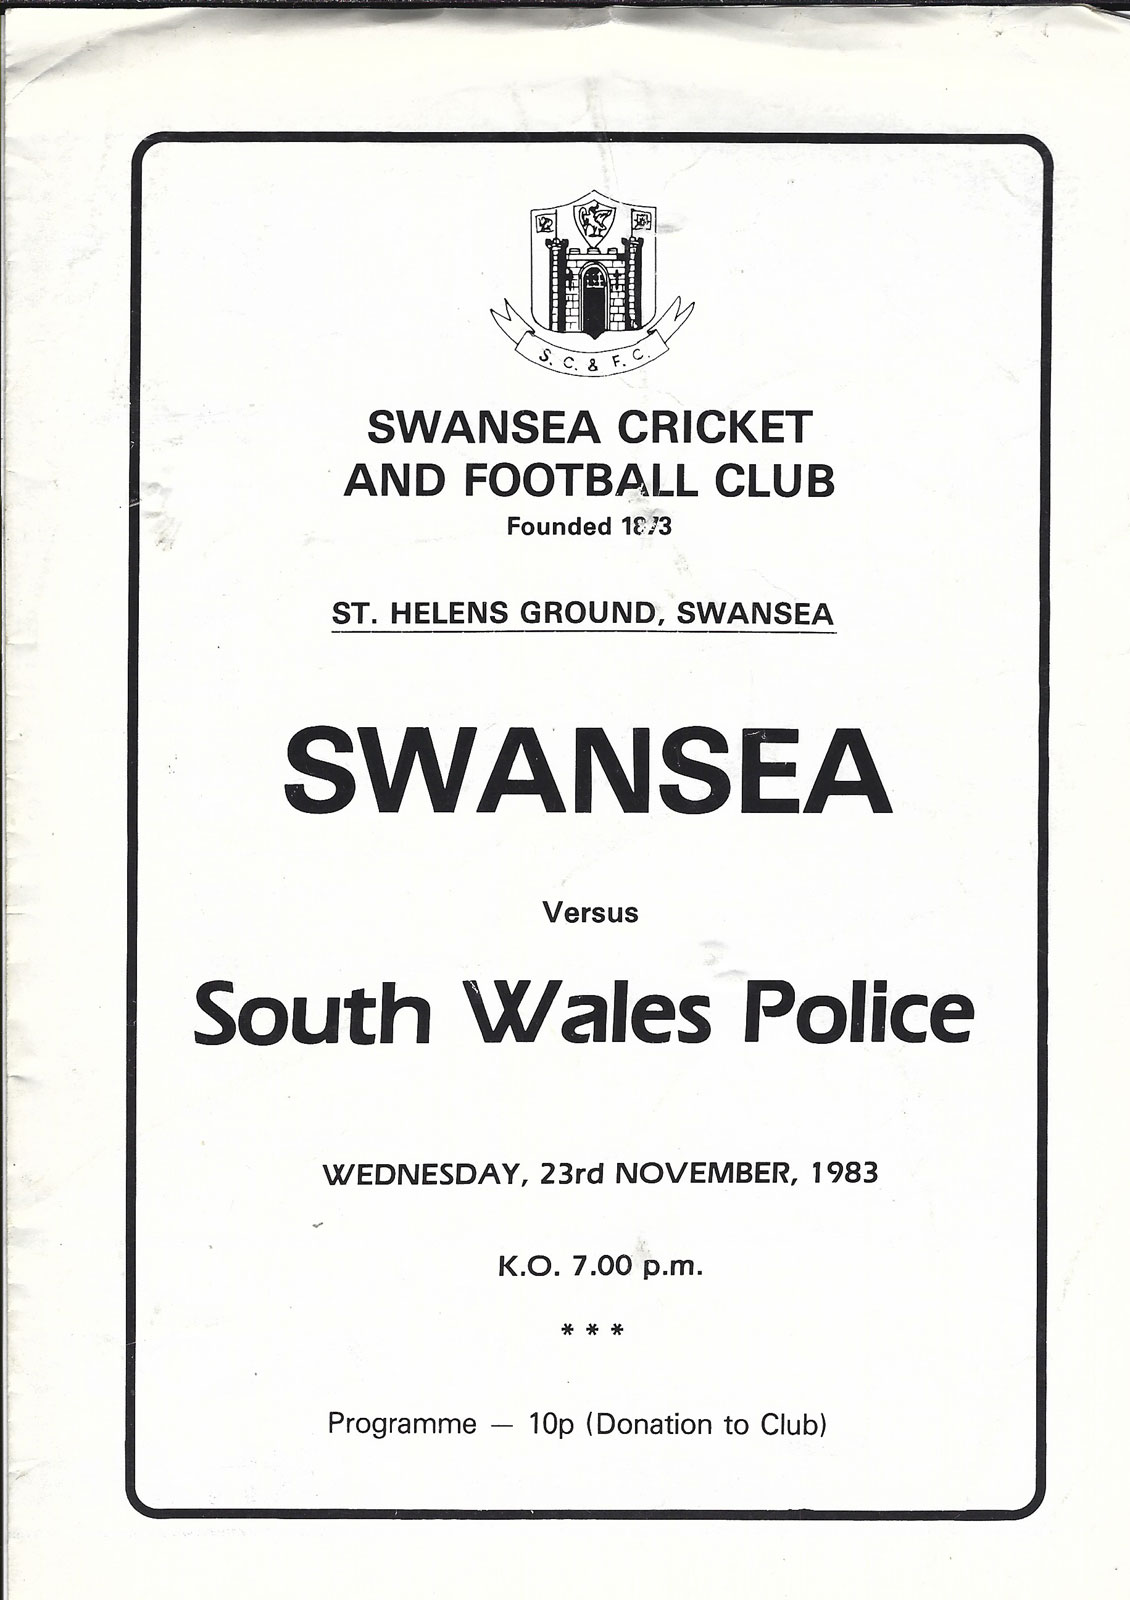 S. C. & F. C.
SWANSEA CRICKET
AND FOOTBALL CLUB
Founded 1873
ST. HELENS GROUND, SWANSEA
SWANSEA
Versus
South Wales Police
WEDNESDAY, 23rd NOVEMBER, 1983
K.O. 7.00 p.m.
* * *
Programme — 10p (Donation to Club)